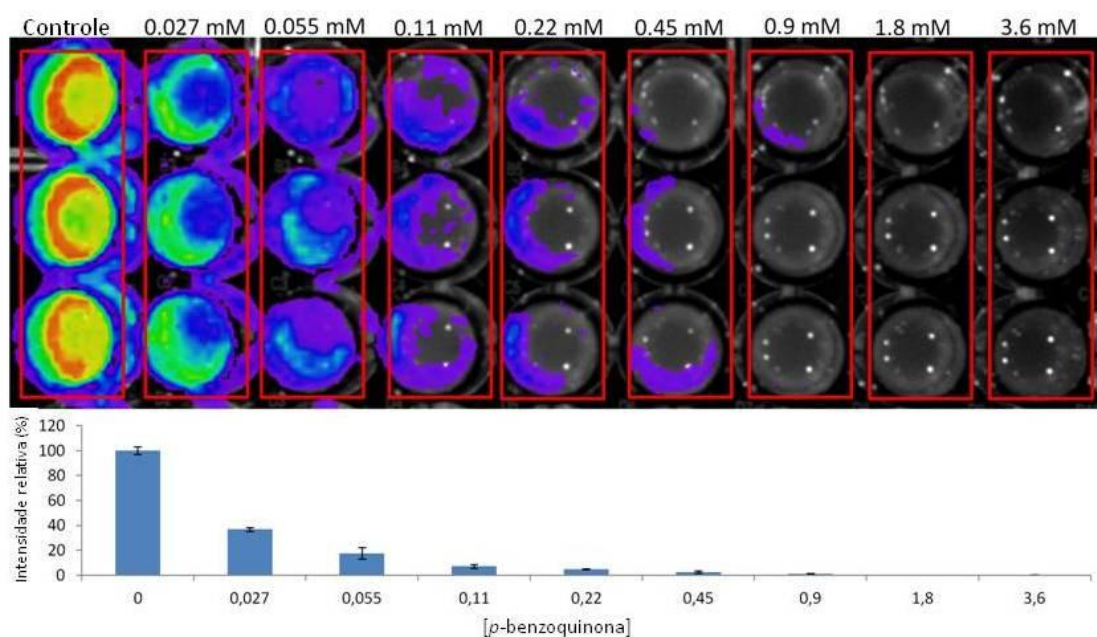 Controle 0.027 mM 0.055 mM 0.11 mM 0.22 mM 0.45 mM 0.9 mM 1.8 mM 3.6 mM
Intensidade relativa (%)
120
100
80
60
40
20
0
0 0,027 0,055 0,11 0,22 0,45 0,9 1,8 3,6
[p-benzoquinona]